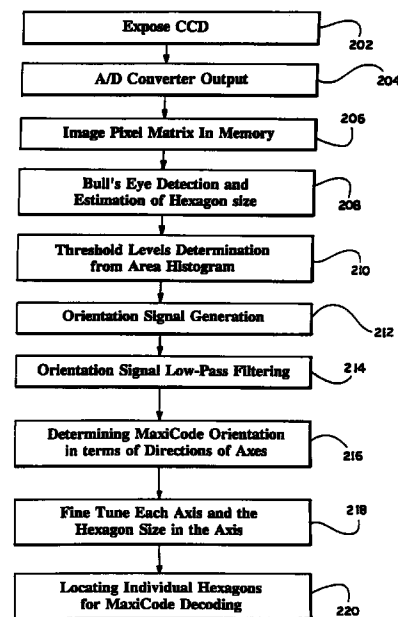 Expose CCD
202
A/D Converter Output
204
Image Pixel Matrix In Memory
206
Bull's Eye Detection and
Estimation of Hexagon size
208
Threshold Levels Determination
from Area Histogram
210
Orientation Signal Generation
212
Orientation Signal Low-Pass Filtering
214
Determining MaxiCode Orientation
in terms of Directions of Axes
216
Fine Tune Each Axis and the
Hexagon Size in the Axis
218
Locating Individual Hexagons
for MaxiCode Decoding
220